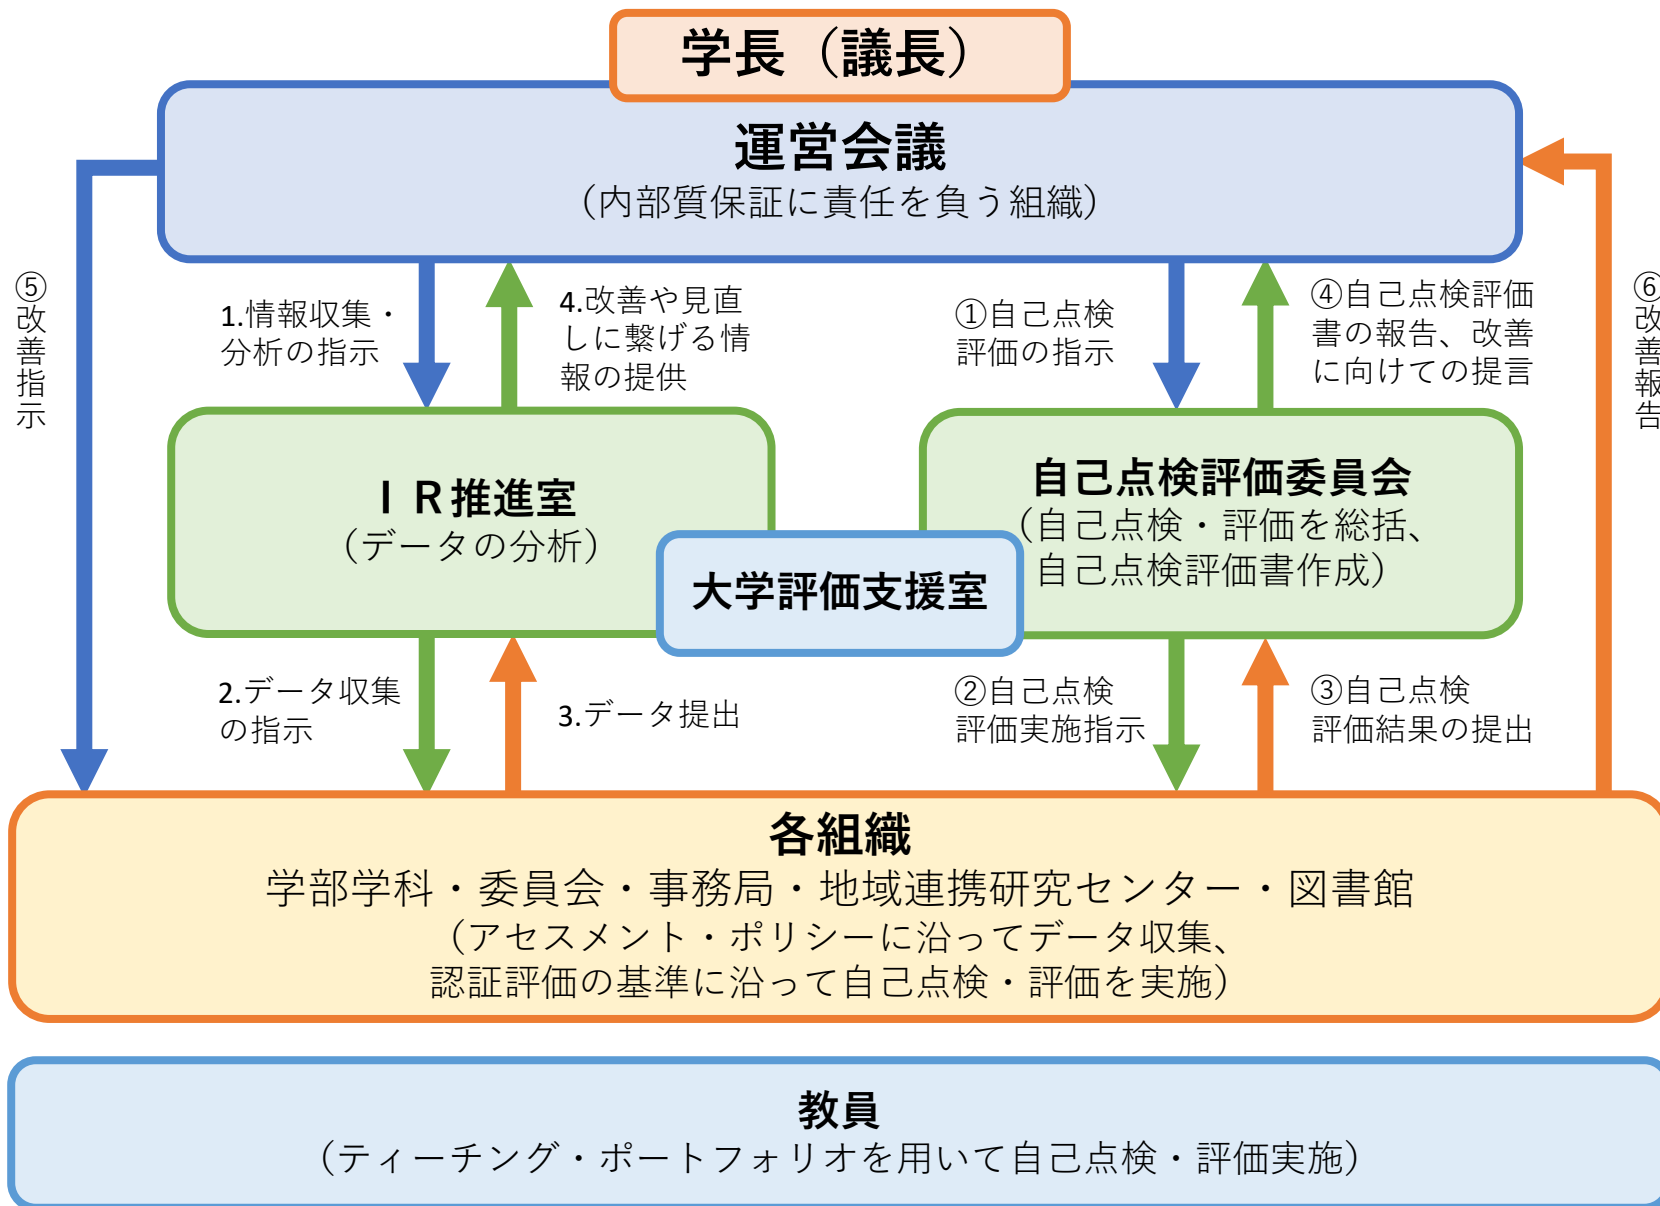 学長（議長）
運営会議
（内部質保証に責任を負う組織）
⑤改善指示
1.情報収集・
分析の指示
4.改善や見直
しに繋げる情
報の提供
①自己点検
評価の指示
④自己点検評価
書の報告、改善
に向けての提言
⑥改善報告
ＩＲ推進室
（データの分析）
自己点検評価委員会
（自己点検・評価を総括、
自己点検評価書作成）
大学評価支援室
2.データ収集
の指示
3.データ提出
②自己点検
評価実施指示
③自己点検
評価結果の提出
各組織
学部学科・委員会・事務局・地域連携研究センター・図書館
（アセスメント・ポリシーに沿ってデータ収集、
認証評価の基準に沿って自己点検・評価を実施）
教員
（ティーチング・ポートフォリオを用いて自己点検・評価実施）